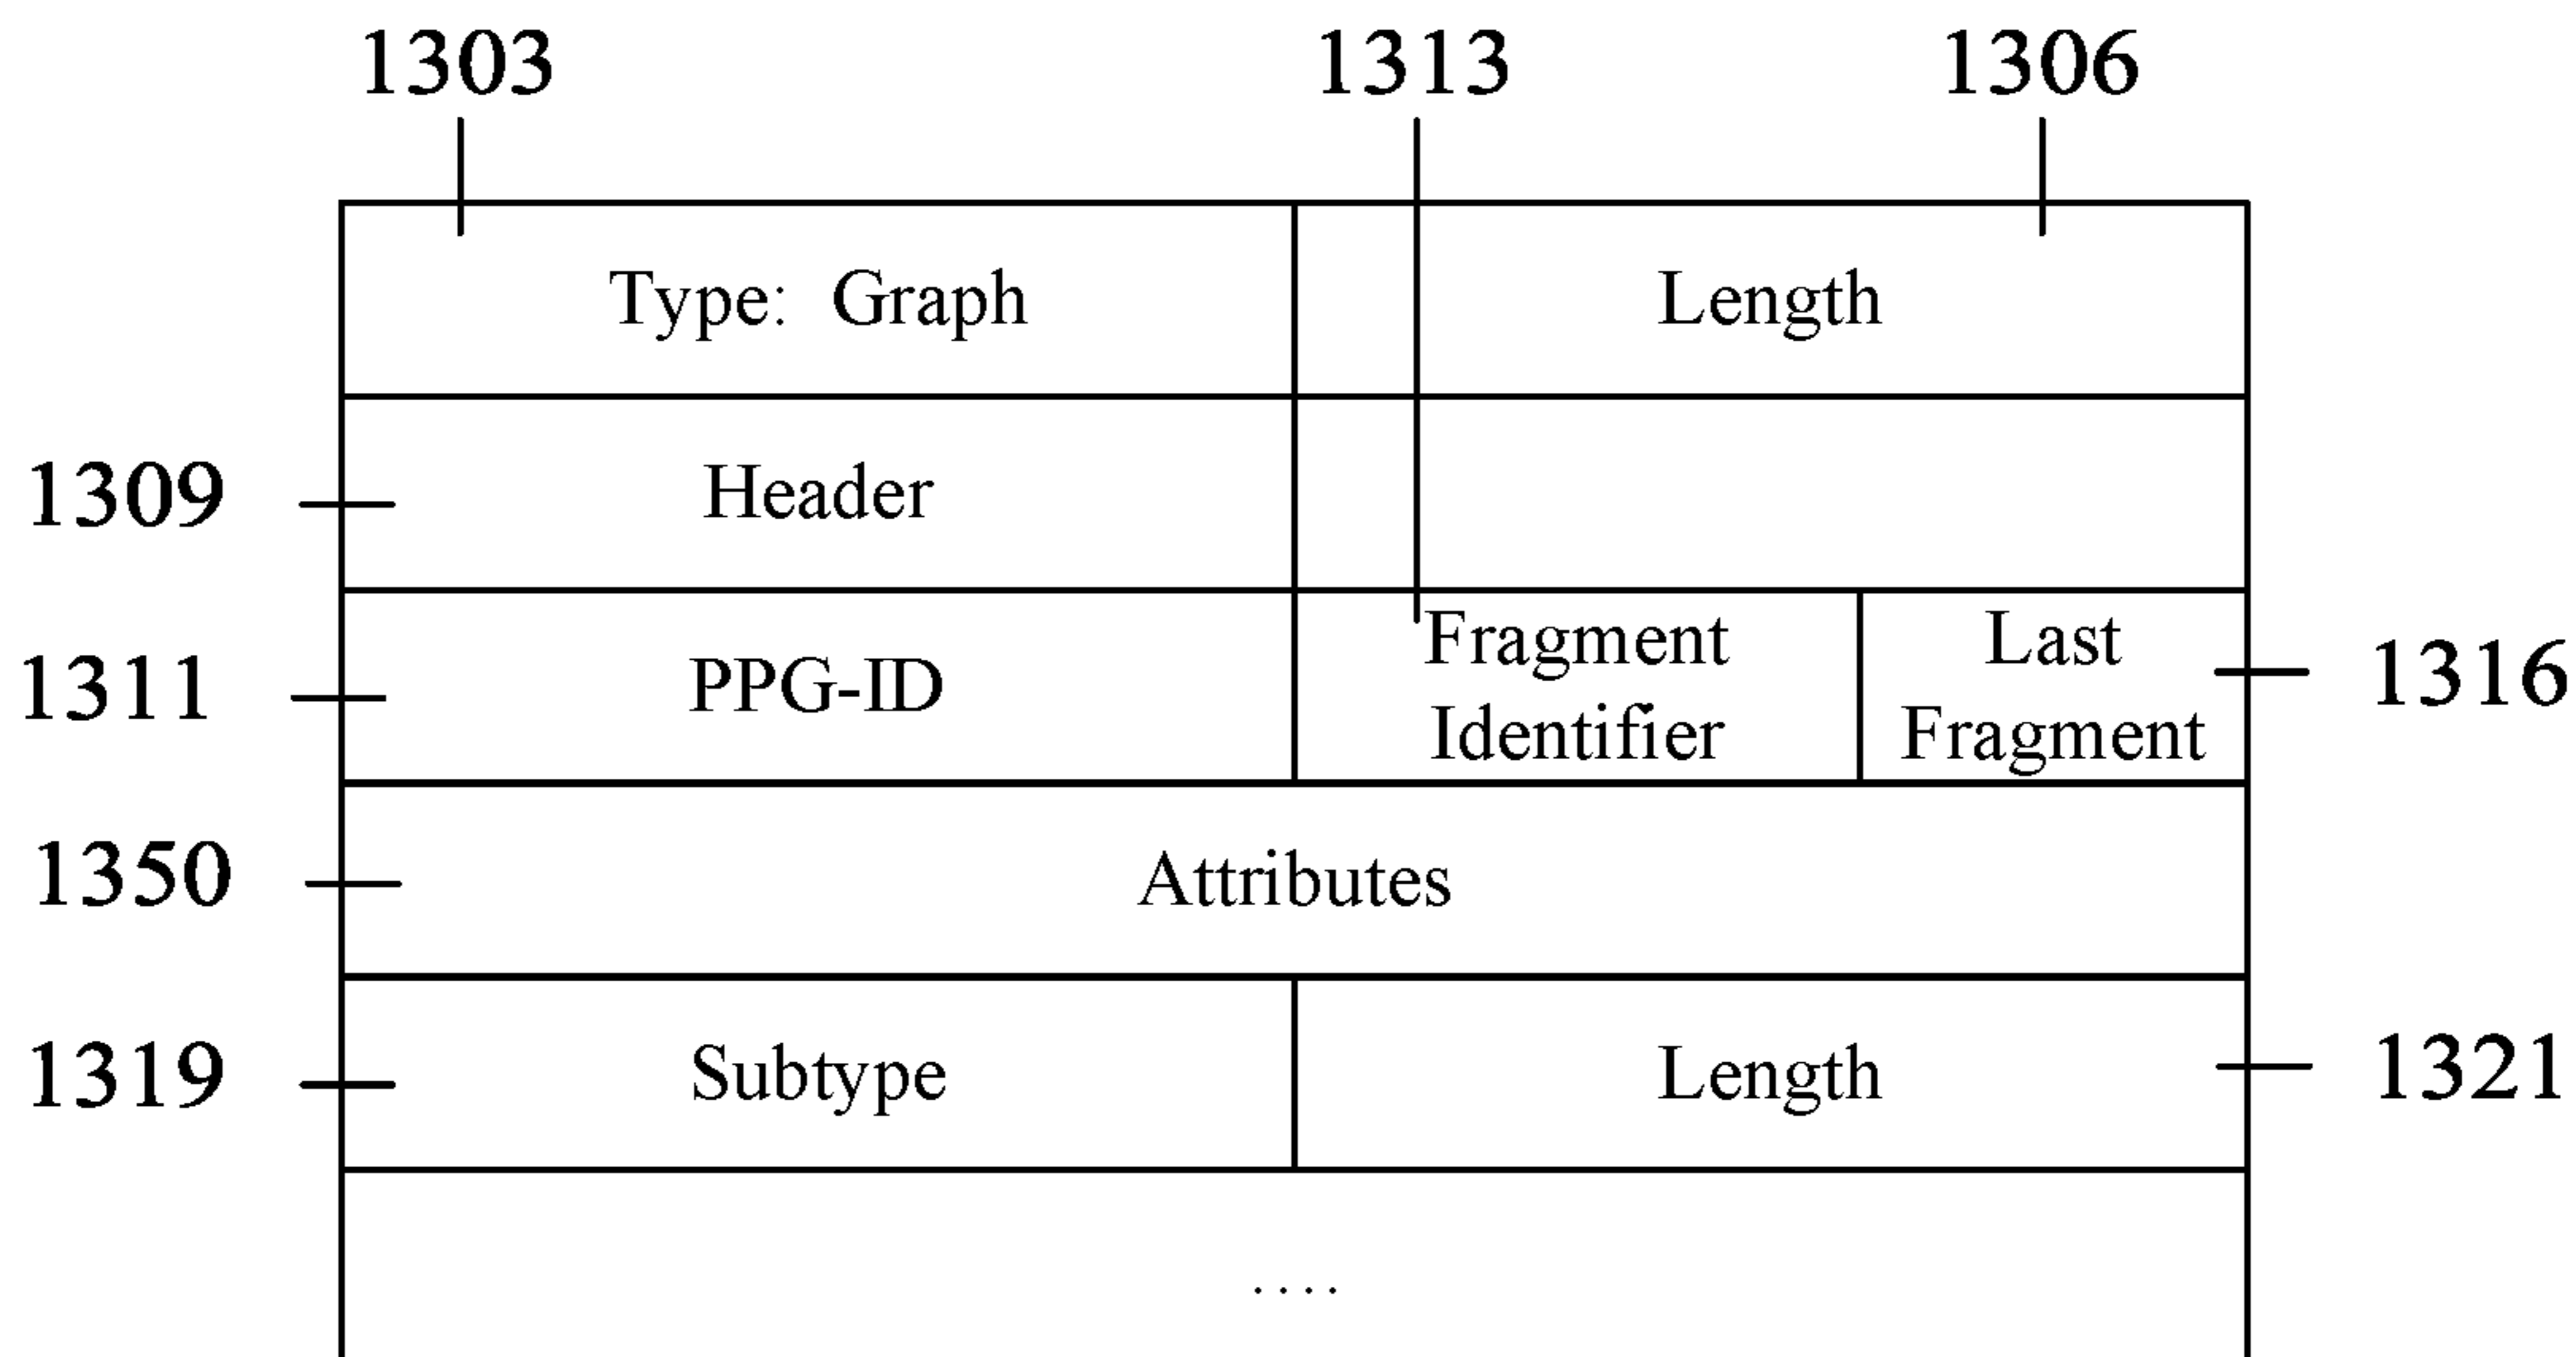 1303 1313 1306
Type: Graph Length
1309 Header
1311 PPG-ID Fragment Identifier Last Fragment 1316
1350 Attributes
1319 Subtype Length 1321
....